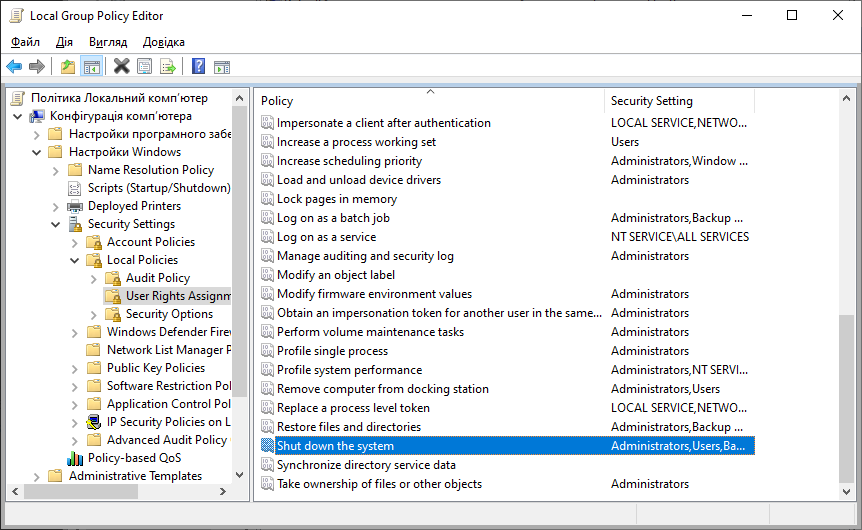 Local Group Policy Editor
Файл Дія Вигляд Довідка
Політика Локальний комп'ютер
Конфігурація комп'ютера
Настройки програмного забе
Настройки Windows
Name Resolution Policy
Scripts (Startup/Shutdown)
Deployed Printers
Security Settings
Account Policies
Local Policies
Audit Policy
User Rights Assignm
Security Options
Windows Defender Firew
Network List Manager P
Public Key Policies
Software Restriction Pol
Application Control Pol
IP Security Policies on L
Advanced Audit Policy
Policy-based QoS
Administrative Templates
Policy Security Setting
Impersonate a client after authentication LOCAL SERVICE,NETWO...
Increase a process working set Users
Increase scheduling priority Administrators,Window ...
Load and unload device drivers Administrators
Lock pages in memory
Log on as a batch job Administrators,Backup ...
Log on as a service NT SERVICE\ALL SERVICES
Manage auditing and security log Administrators
Modify an object label
Modify firmware environment values Administrators
Obtain an impersonation token for another user in the same... Administrators
Perform volume maintenance tasks Administrators
Profile single process Administrators
Profile system performance Administrators,NT SERVI...
Remove computer from docking station Administrators,Users
Replace a process level token LOCAL SERVICE,NETWO...
Restore files and directories Administrators,Backup ...
Shut down the system Administrators,Users,Ba...
Synchronize directory service data
Take ownership of files or other objects Administrators